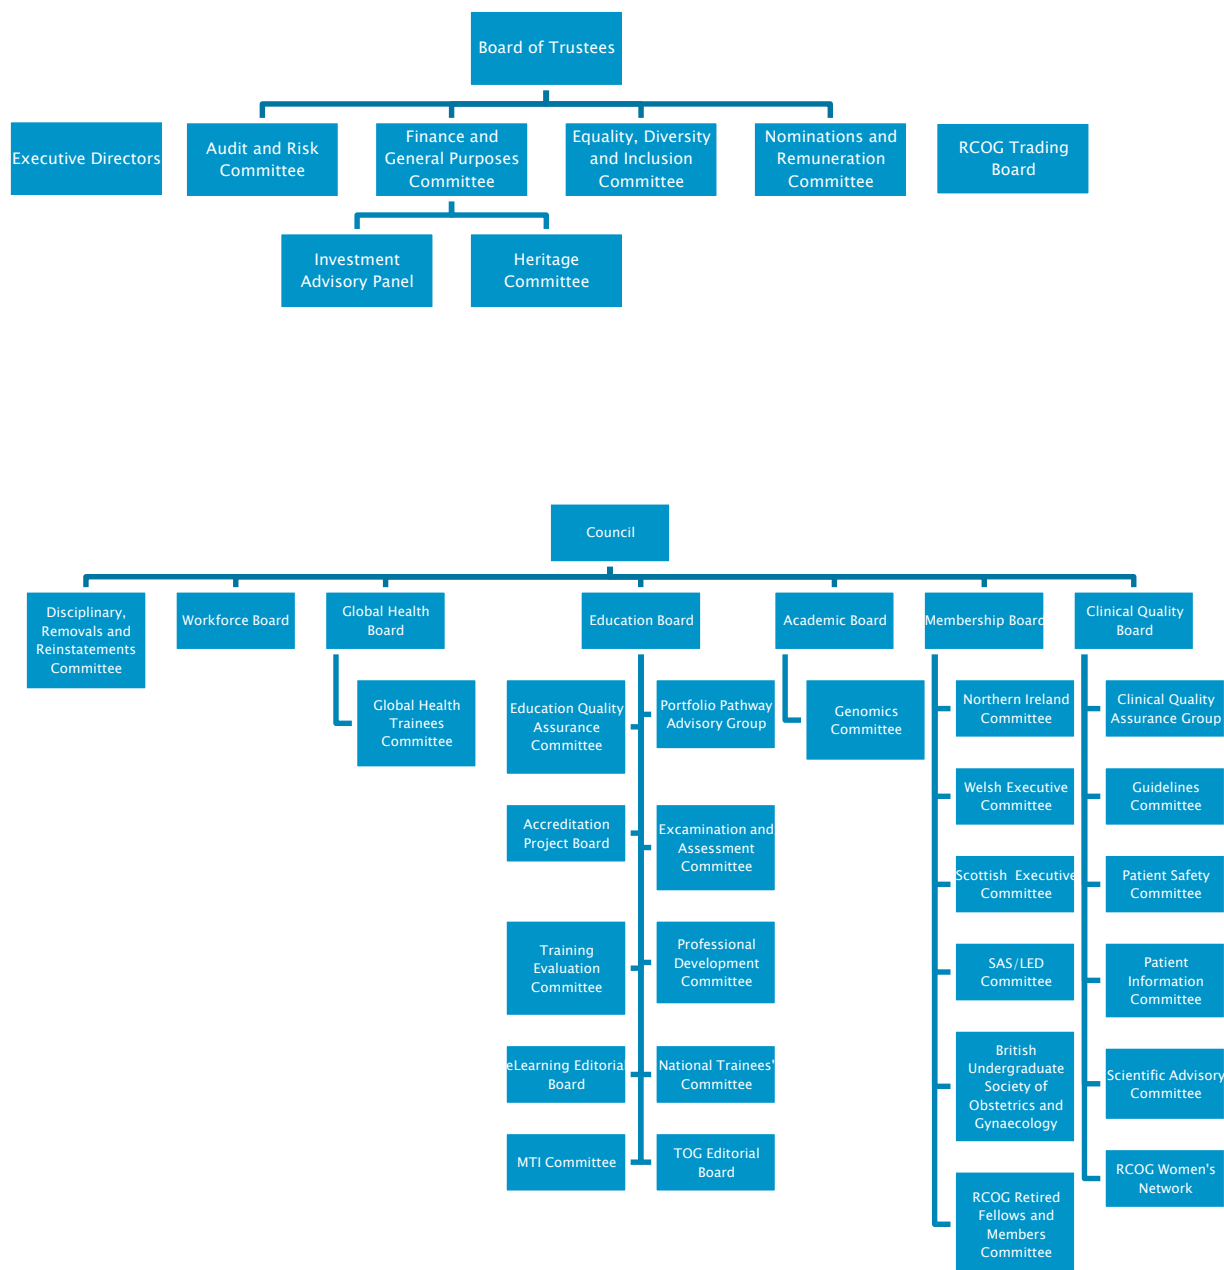 Board of Trustees
Executive Directors
Audit and Risk
Committee
Finance and
General Purposes
Committee
Equality, Diversity
and Inclusion
Committee
Nominations and
Remuneration
Committee
RCOG Trading
Board
Investment
Advisory Panel
Heritage
Committee
Council
Disciplinary,
Removals and
Reinstatements
Committee
Workforce Board
Global Health
Board
Education Board
Academic Board
Membership Board
Clinical Quality
Board
Global Health
Trainees
Committee
Education Quality
Assurance
Committee
Portfolio Pathway
Advisory Group
Accreditation
Project Board
Excamination and
Assessment
Committee
Training
Evaluation
Committee
Professional
Development
Committee
eLearning Editorial
Board
National Trainees'
Committee
MTI Committee
TOG Editorial
Board
Genomics
Committee
Northern Ireland
Committee
Welsh Executive
Committee
Scottish  Executive
Committee
SAS/LED
Committee
British
Undergraduate
Society of
Obstetrics and
Gynaecology
RCOG Retired
Fellows and
Members
Committee
Clinical Quality
Assurance Group
Guidelines
Committee
Patient Safety
Committee
Patient
Information
Committee
Scientific Advisory
Committee
RCOG Women's
Network